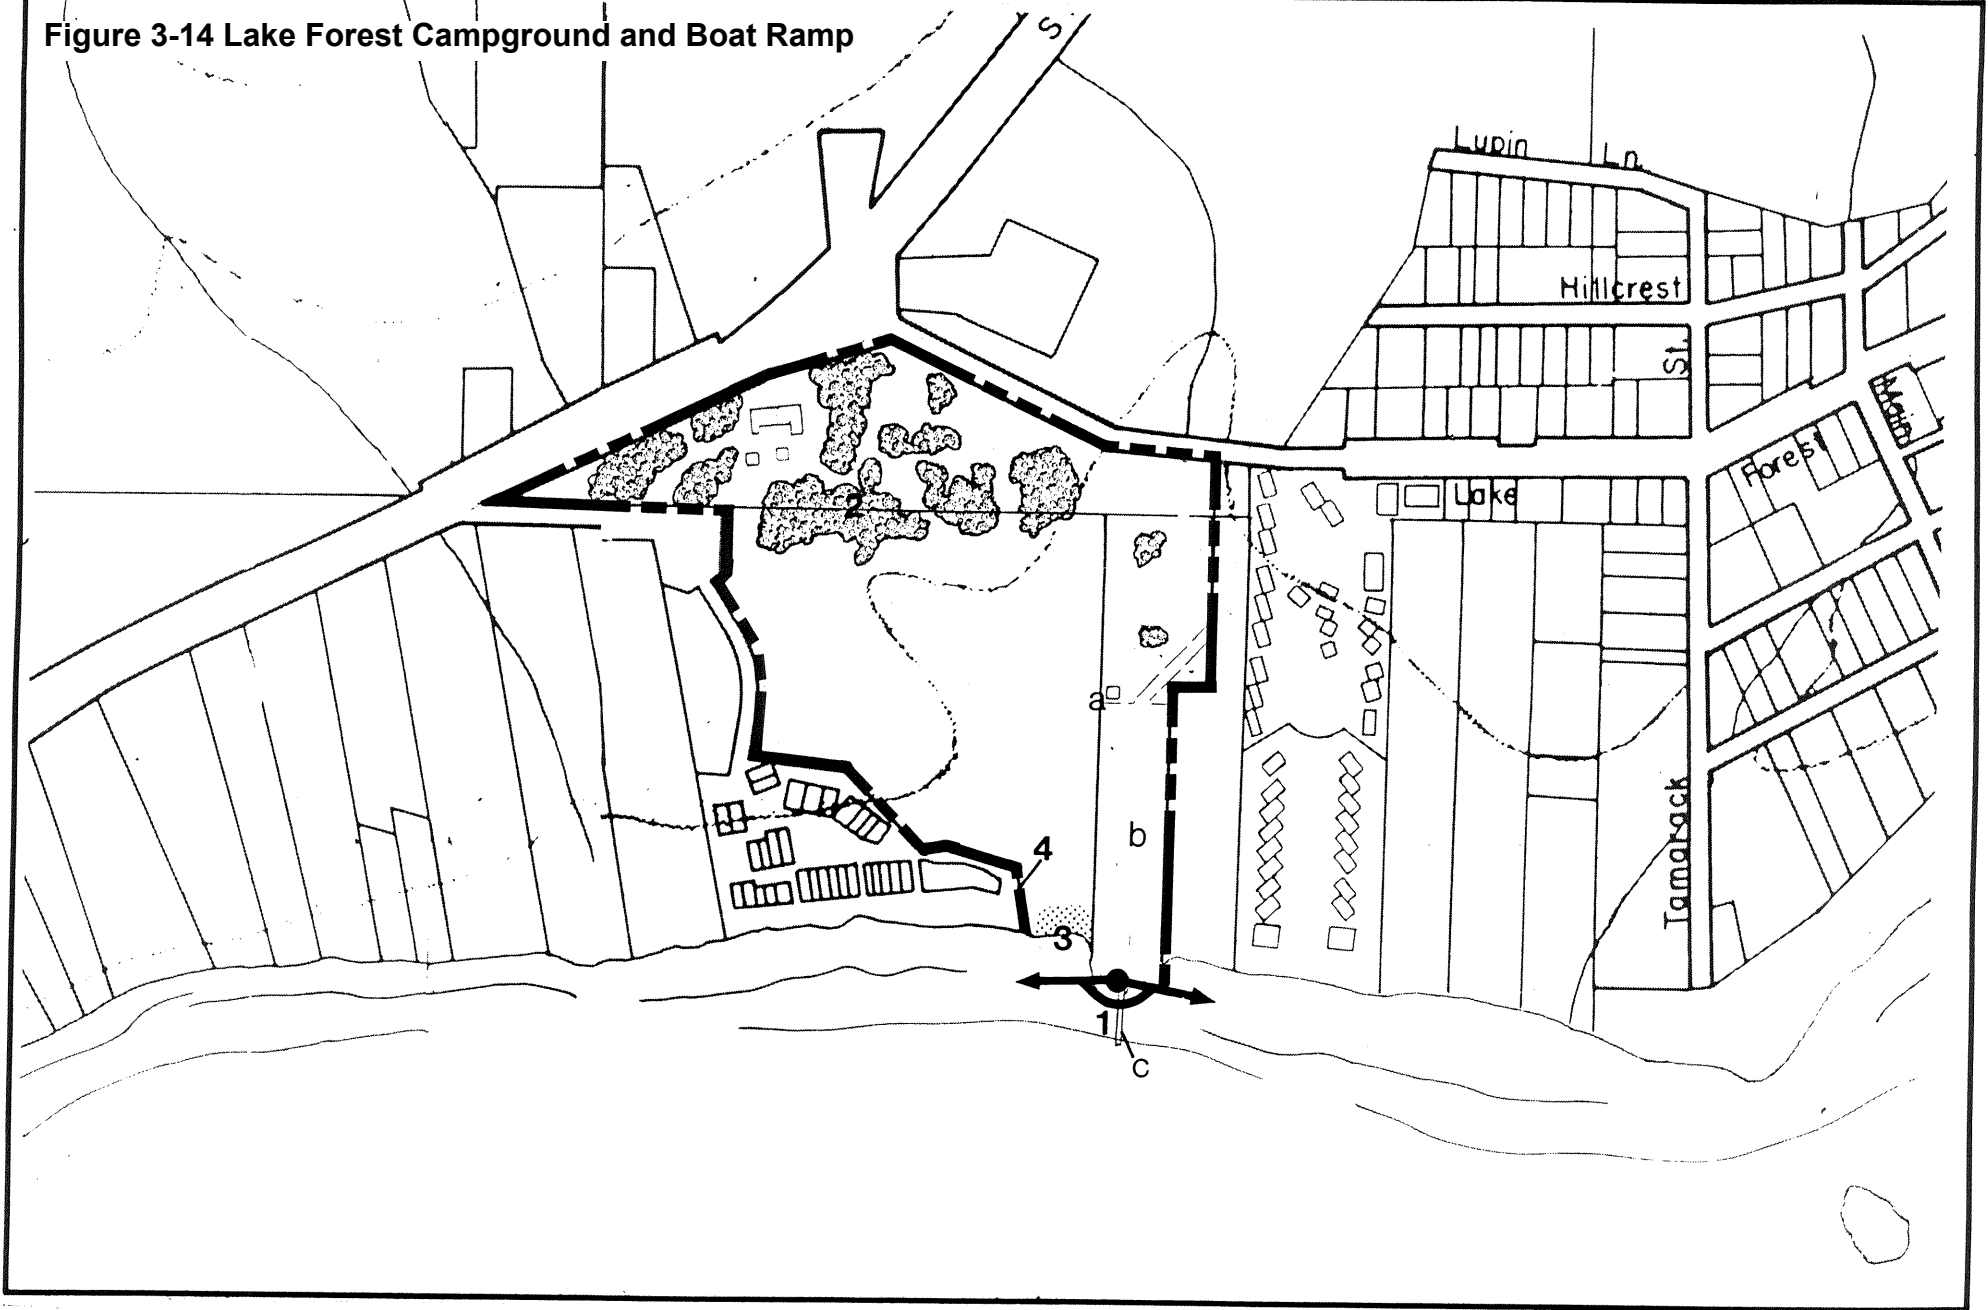 Figure 3-14 Lake Forest Campground and Boat Ramp
S
Lupin Ln.
Hillcrest
St.
Main
Forest
Lake
2
a
b
4
Tamarack
3
1
c